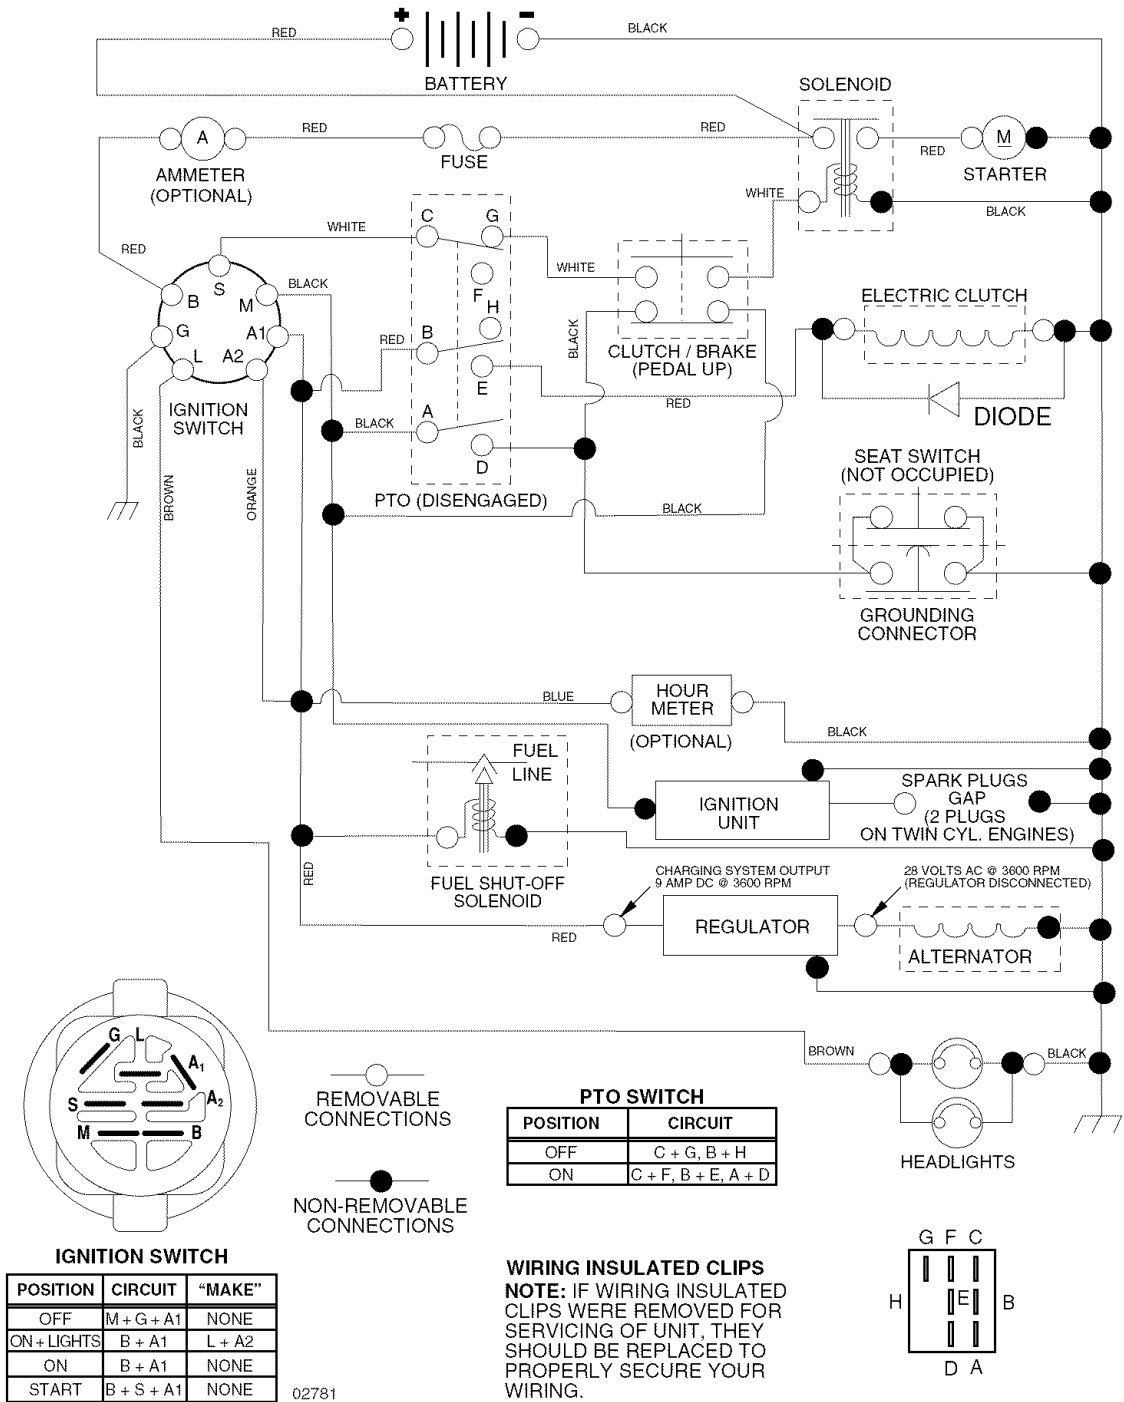 +
-
RED
BLACK
BATTERY
SOLENOID
A
RED
RED
M
RED
FUSE
AMMETER
(OPTIONAL)
STARTER
WHITE
BLACK
C
G
WHITE
RED
WHITE
S
BLACK
F
B
M
ELECTRIC CLUTCH
H
G
A1
B
RED
BLACK
L
A2
CLUTCH / BRAKE
(PEDAL UP)
E
RED
IGNITION
SWITCH
A
BLACK
DIODE
BLACK
SEAT SWITCH
(NOT OCCUPIED)
D
BROWN
ORANGE
PTO (DISENGAGED)
BLACK
GROUNDING
CONNECTOR
BLUE
HOUR
METER
(OPTIONAL)
BLACK
FUEL
LINE
IGNITION
UNIT
SPARK PLUGS
GAP
(2 PLUGS
ON TWIN CYL. ENGINES)
RED
FUEL SHUT-OFF
SOLENOID
CHARGING SYSTEM OUTPUT
9 AMP DC @ 3600 RPM
28 VOLTS AC @ 3600 RPM
(REGULATOR DISCONNECTED)
RED
REGULATOR
ALTERNATOR
G
L
A1
A2
S
M
B
REMOVABLE
CONNECTIONS
NON-REMOVABLE
CONNECTIONS
BROWN
BLACK
HEADLIGHTS
PTO SWITCH
POSITION CIRCUIT
OFF C + G, B + H
ON C + F, B + E, A + D
IGNITION SWITCH
POSITION CIRCUIT “MAKE”
OFF M + G + A1 NONE
ON + LIGHTS B + A1 L + A2
ON B + A1 NONE
START B + S + A1 NONE
02781
WIRING INSULATED CLIPS
NOTE: IF WIRING INSULATED
CLIPS WERE REMOVED FOR
SERVICING OF UNIT, THEY
SHOULD BE REPLACED TO
PROPERLY SECURE YOUR
WIRING.
G F C
H E B
D A